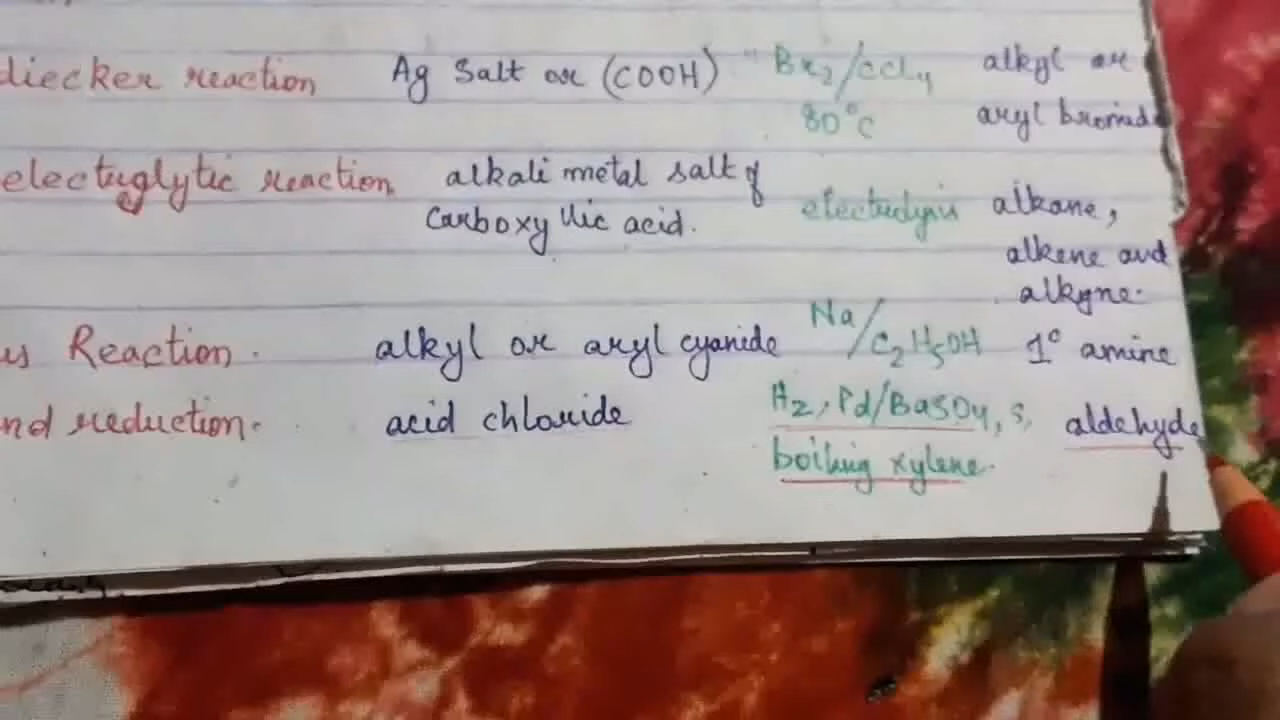 diecker reaction Ag Salt or (COOH) " Br2/CCl4 alkyl or
80°C aryl bromide
electrolytic reaction alkali metal salt of
carboxylic acid. electrolysis alkane,
alkene and
alkyne.
us Reaction. alkyl or aryl cyanide Na/C2H5OH 1° amine
nd reduction. acid chloride H2, Pd/BaSO4, S, aldehyde
boiling xylene.